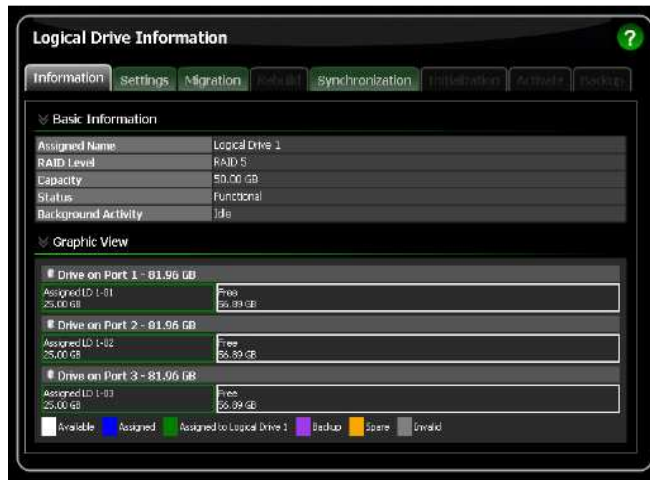 Logical Drive Information
?
Information Settings Migration Rebuild Synchronization Initialization Activate Backup
Basic Information
Assigned Name Logical Drive 1
RAID Level RAID 5
Capacity 50.00 GB
Status Functional
Background Activity Idle
Graphic View
Drive on Port 1 - 81.96 GB
Assigned LD 1-01 Free
25.00 GB 56.89 GB
Drive on Port 2 - 81.96 GB
Assigned LD 1-02 Free
25.00 GB 56.89 GB
Drive on Port 3 - 81.96 GB
Assigned LD 1-03 Free
25.00 GB 56.89 GB
Available Assigned Assigned to Logical Drive 1 Backup Spare Invalid